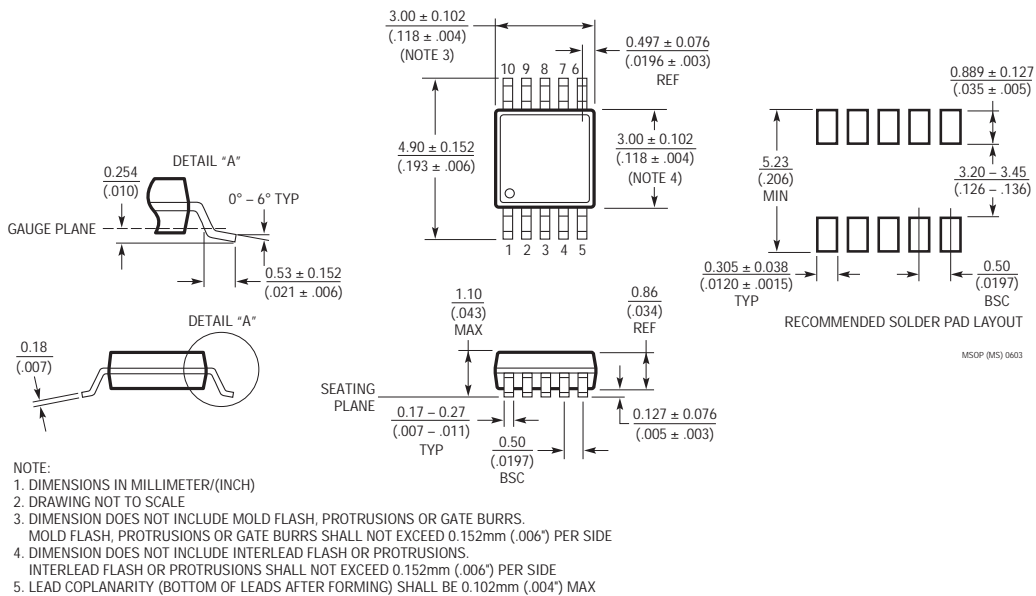 3.00 ± 0.102
(.118 ± .004)
(NOTE 3)
0.497 ± 0.076
(.0196 ± .003)
REF
10 9 8 7 6
4.90 ± 0.152
(.193 ± .006)
3.00 ± 0.102
(.118 ± .004)
(NOTE 4)
1 2 3 4 5
DETAIL “A”
0.254
(.010)
0° – 6° TYP
GAUGE PLANE
0.53 ± 0.152
(.021 ± .006)
DETAIL “A”
0.18
(.007)
1.10
(.043)
MAX
0.86
(.034)
REF
SEATING
PLANE
0.17 – 0.27
(.007 – .011)
TYP
0.50
(.0197)
BSC
0.127 ± 0.076
(.005 ± .003)
0.889 ± 0.127
(.035 ± .005)
5.23
(.206)
MIN
3.20 – 3.45
(.126 – .136)
0.305 ± 0.038
(.0120 ± .0015)
TYP
0.50
(.0197)
BSC
RECOMMENDED SOLDER PAD LAYOUT
MSOP (MS) 0603
NOTE:
1. DIMENSIONS IN MILLIMETER/(INCH)
2. DRAWING NOT TO SCALE
3. DIMENSION DOES NOT INCLUDE MOLD FLASH, PROTRUSIONS OR GATE BURRS.
MOLD FLASH, PROTRUSIONS OR GATE BURRS SHALL NOT EXCEED 0.152mm (.006") PER SIDE
4. DIMENSION DOES NOT INCLUDE INTERLEAD FLASH OR PROTRUSIONS.
INTERLEAD FLASH OR PROTRUSIONS SHALL NOT EXCEED 0.152mm (.006") PER SIDE
5. LEAD COPLANARITY (BOTTOM OF LEADS AFTER FORMING) SHALL BE 0.102mm (.004") MAX